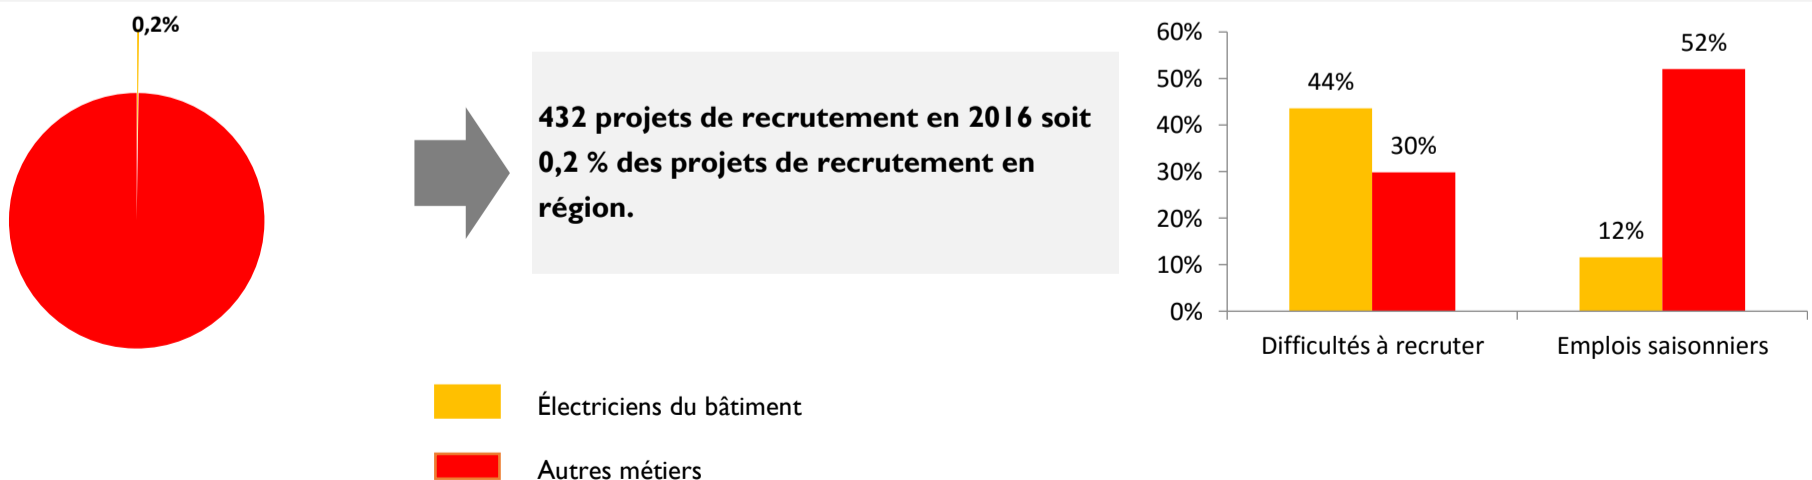 0,2%
432 projets de recrutement en 2016 soit
0,2 % des projets de recrutement en
région.
Électriciens du bâtiment
Autres métiers
60%
50%
40%
30%
20%
10%
0%
44%
30%
12%
52%
Difficultés à recruter
Emplois saisonniers